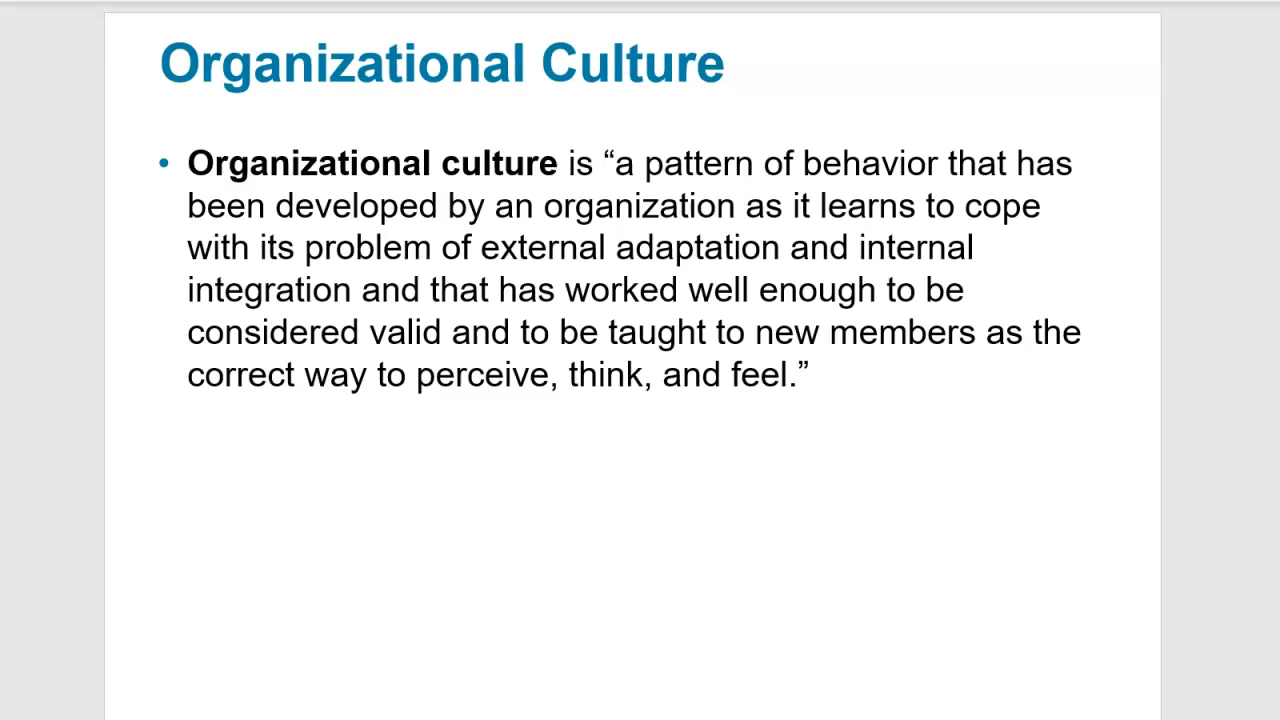 Organizational Culture
• Organizational culture is “a pattern of behavior that has
been developed by an organization as it learns to cope
with its problem of external adaptation and internal
integration and that has worked well enough to be
considered valid and to be taught to new members as the
correct way to perceive, think, and feel.”